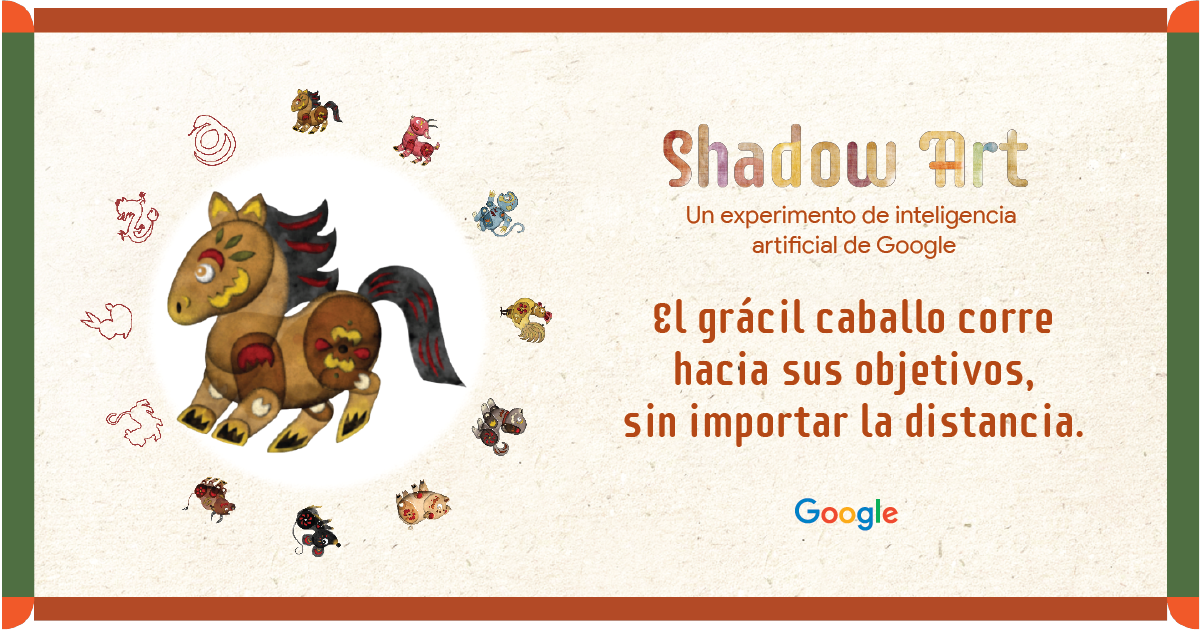 Shadow Art
Un experimento de inteligencia
artificial de Google
El grácil caballo corre
hacia sus objetivos,
sin importar la distancia.
Google